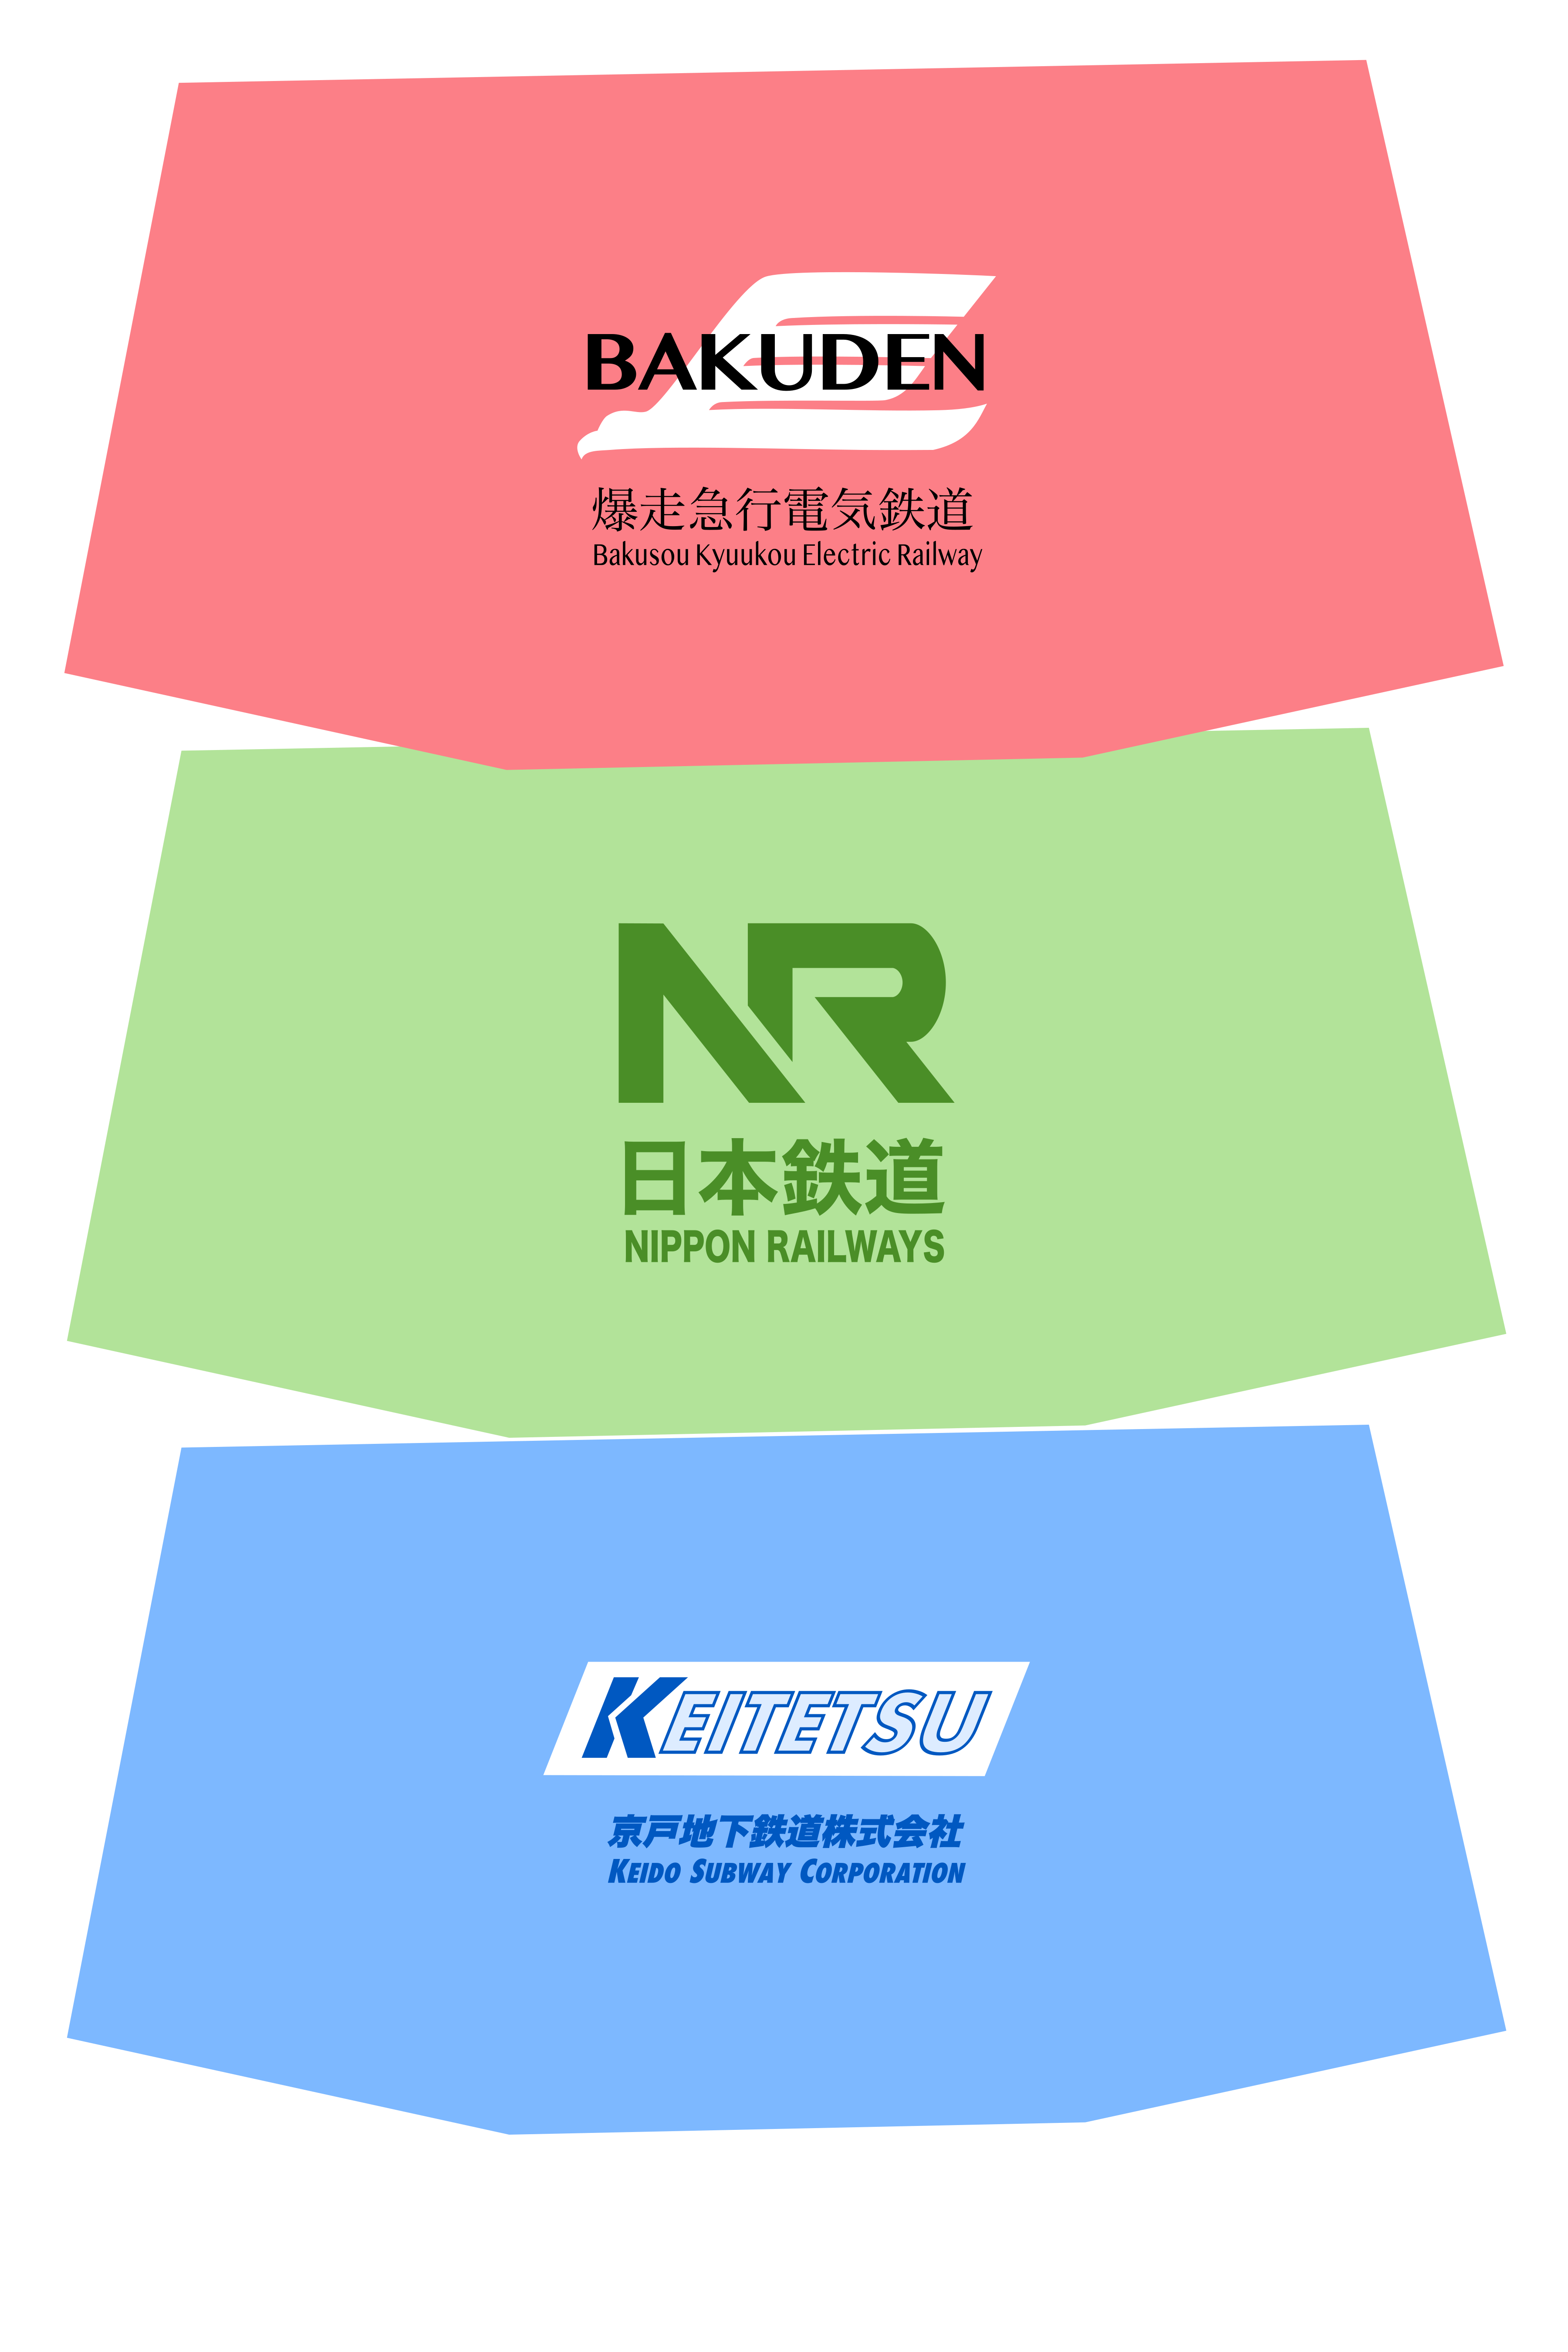 BAKUDEN
爆走急行電気鉄道
Bakusou Kyuukou Electric Railway
NR
日本鉄道
NIPPON RAILWAYS
KEITETSU
京戸地下鉄道株式会社
KEIDO SUBWAY CORPORATION